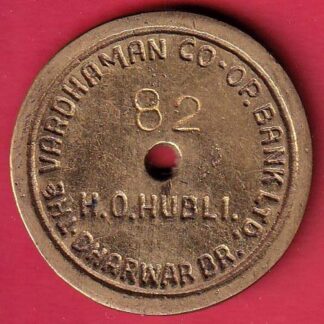 THE VARDHAMAN CO-OP. BANK LTD,
82
H.O.HUBLI.
DHARWAR BR.